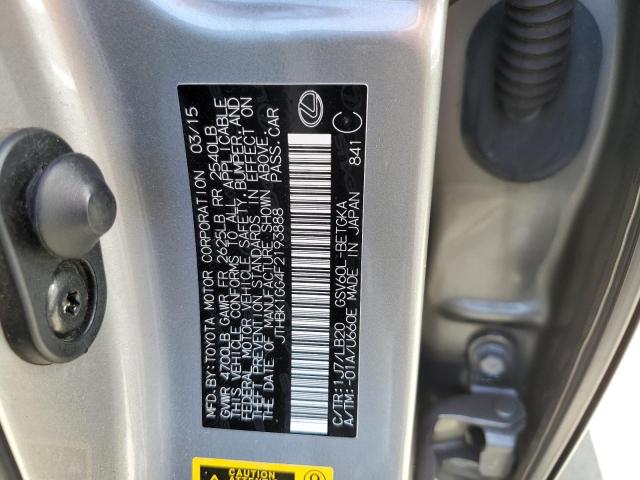 MFD. BY: TOYOTA MOTOR CORPORATION 03/15
GVWR 4700LB GAWR FR 2625LB RR 2540LB
THIS VEHICLE CONFORMS TO ALL APPLICABLE
FEDERAL MOTOR VEHICLE SAFETY, BUMPER, AND
THEFT PREVENTION STANDARDS IN EFFECT ON
THE DATE OF MANUFACTURE SHOWN ABOVE.
JTHBK1GG4F2193888 PASS. CAR
C/TR: 1J7/LB20 GSV60L-BETGKA
A/TM: -01A/U660E MADE IN JAPAN 841 C
CAUTION